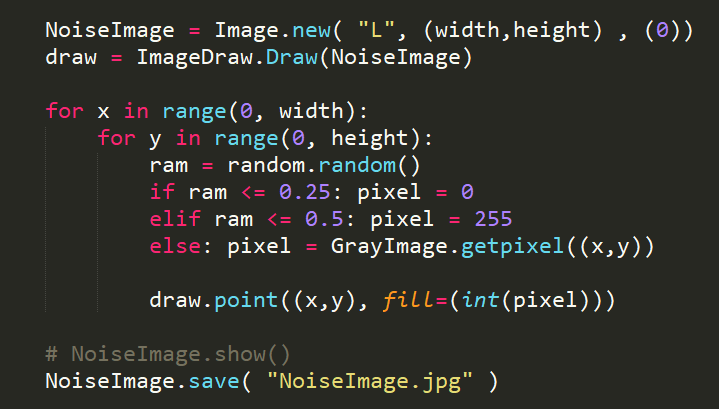 NoiseImage = Image.new( "L", (width,height) , (0))
draw = ImageDraw.Draw(NoiseImage)
for x in range(0, width):
for y in range(0, height):
ram = random.random()
if ram <= 0.25: pixel = 0
elif ram <= 0.5: pixel = 255
else: pixel = GrayImage.getpixel((x,y))
draw.point((x,y), fill=(int(pixel)))
# NoiseImage.show()
NoiseImage.save( "NoiseImage.jpg" )